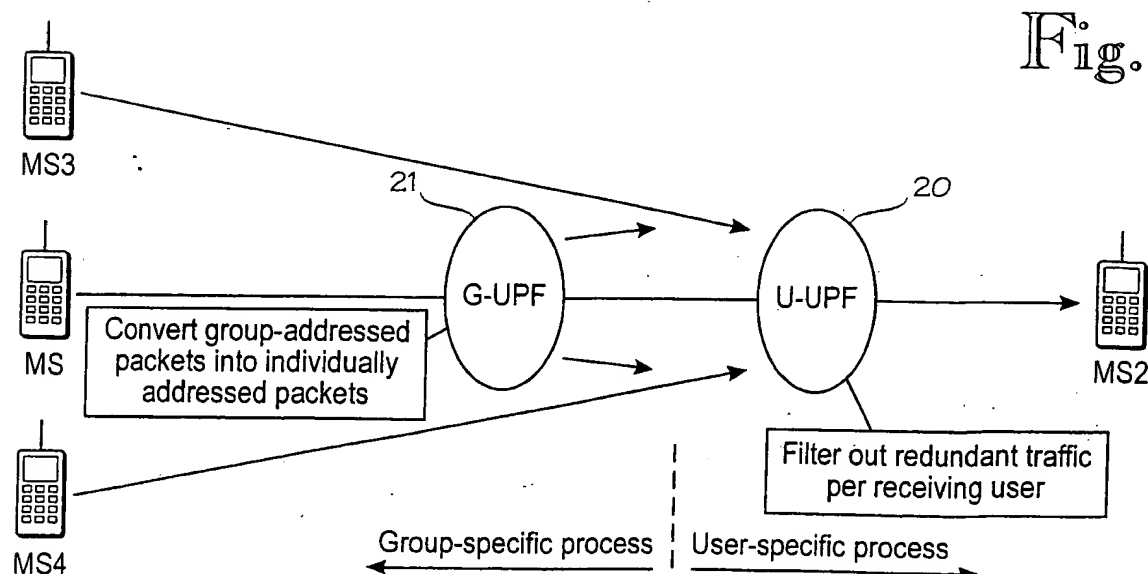 Fig.
MS3
21
20
G-UPF
U-UPF
MS
Convert group-addressed
packets into individually
addressed packets
MS2
Filter out redundant traffic
per receiving user
MS4
Group-specific process
User-specific process